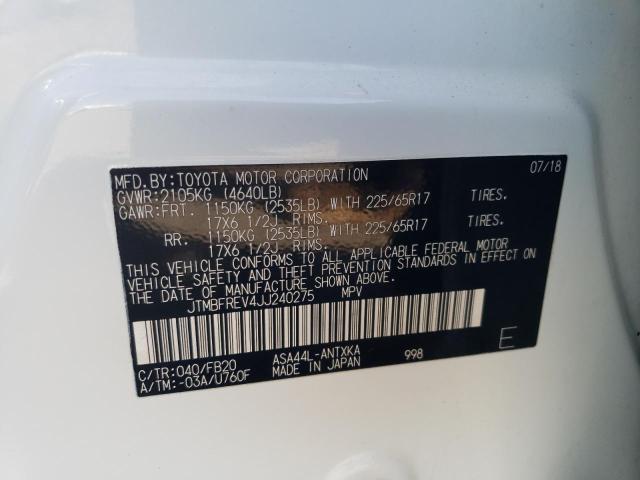 MFD.BY:TOYOTA MOTOR CORPORATION 07/18
GVWR:2105KG (4640LB)
GAWR:FRT. 1150KG (2535LB) WITH 225/65R17 TIRES.
17X6 1/2J RIMS.
RR. 1150KG (2535LB) WITH 225/65R17 TIRES.
17X6 1/2J RIMS.
THIS VEHICLE CONFORMS TO ALL APPLICABLE FEDERAL MOTOR
VEHICLE SAFETY AND THEFT PREVENTION STANDARDS IN EFFECT ON
THE DATE OF MANUFACTURE SHOWN ABOVE.
JTMBFREV4JJ240275 MPV
C/TR:040/FB20 ASA44L-ANTXKA 998 E
A/TM:-03A/U760F MADE IN JAPAN